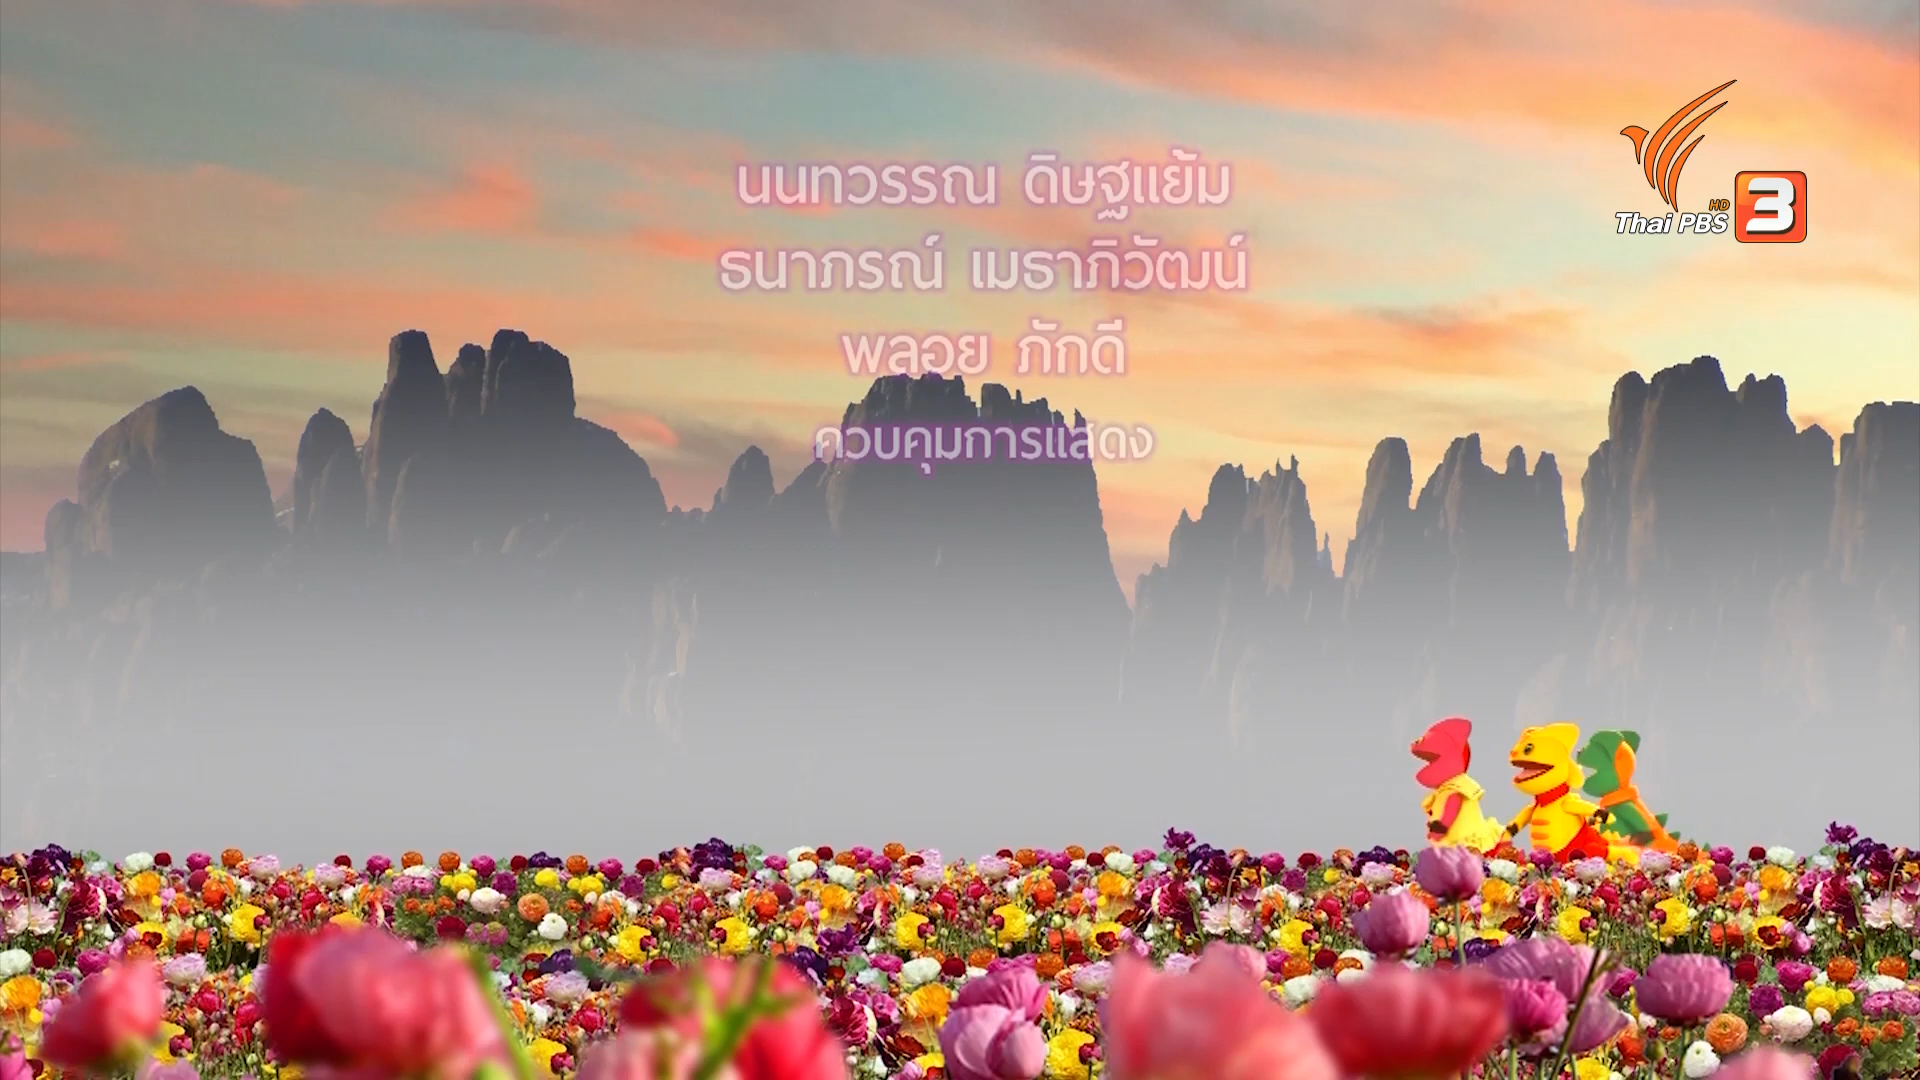 นนทวรรณ ดิษฐแย้ม
ธนาภรณ์ เมธาภิวัฒน์
พลอย ภักดี
ควบคุมการแสดง
HD
Thai PBS 3